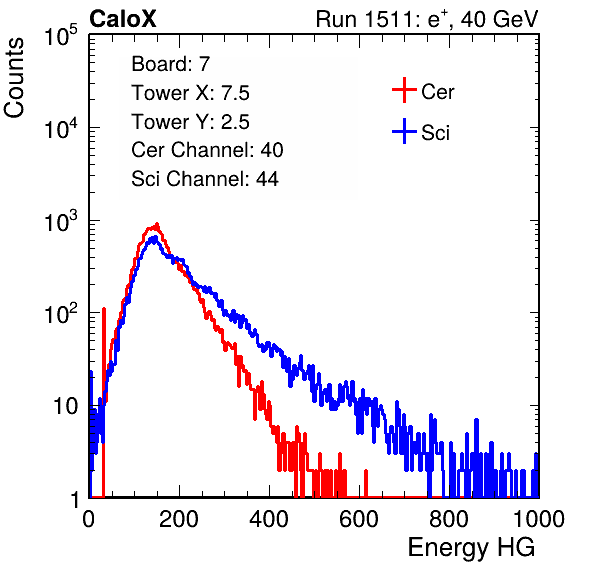 CaloX Run 1511: e⁺, 40 GeV
Counts
Board: 7
Tower X: 7.5
Tower Y: 2.5
Cer Channel: 40
Sci Channel: 44
Cer
Sci
10⁵
10⁴
10³
10²
10
1
0 200 400 600 800 1000
Energy HG